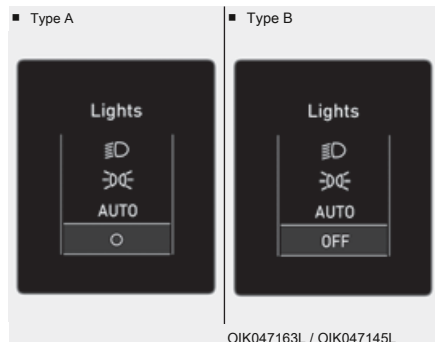 ■ Type A
■ Type B
Lights
AUTO
O
Lights
AUTO
OFF
OIK047163L / OIK047145L